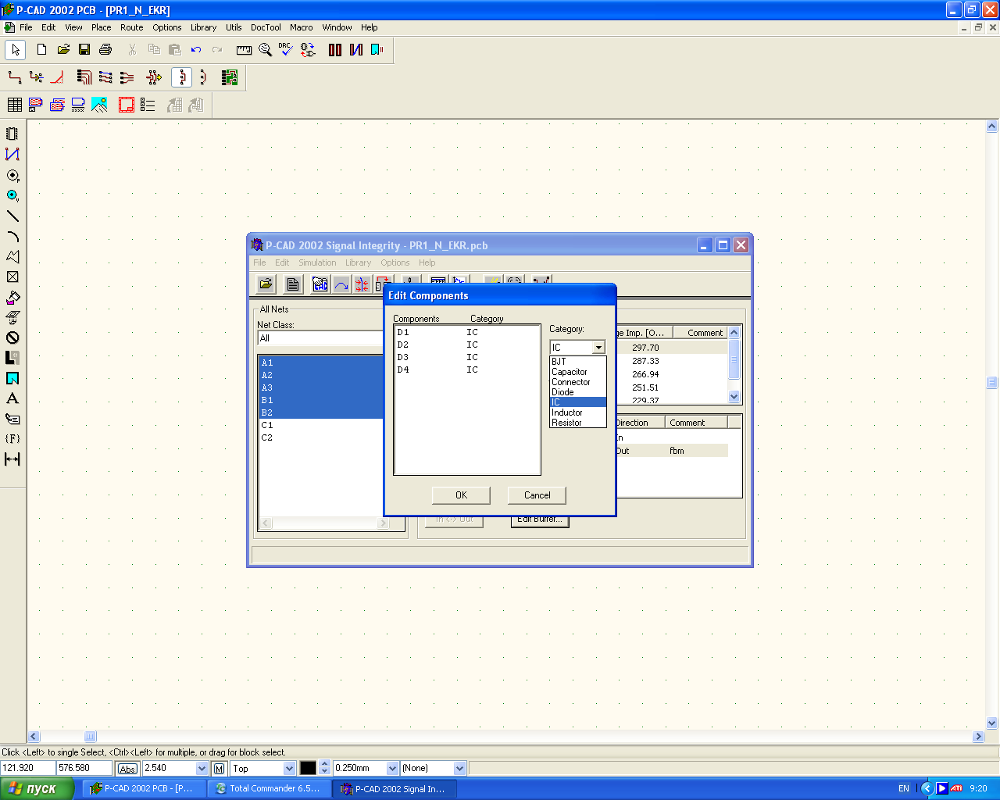 P-CAD 2002 PCB - [PR1_N_EKR]
File Edit View Place Route Options Library Utils DocTool Macro Window Help
DRC
P-CAD 2002 Signal Integrity - PR1_N_EKR.pcb
File Edit Simulation Library Options Help
All Nets
Net Class:
All
A1
A2
A3
B1
B2
C1
C2
Edit Components
Components Category
D1 IC
D2 IC
D3 IC
D4 IC
Category:
IC
BJT
Capacitor
Connector
Diode
IC
Inductor
Resistor
OK Cancel
ge Imp. [O... Comment
297.70
287.33
266.94
251.51
229.37
Direction Comment
In
Out fbm
In <-> Out Edit Buffer...
Click <Left> to single Select, <Ctrl><Left> for multiple, or drag for block select.
121.920 576.580 Abs 2.540 M Top 0.250mm (None)
пуск P-CAD 2002 PCB - [P... Total Commander 6.5... P-CAD 2002 Signal In... EN ATI 9:20